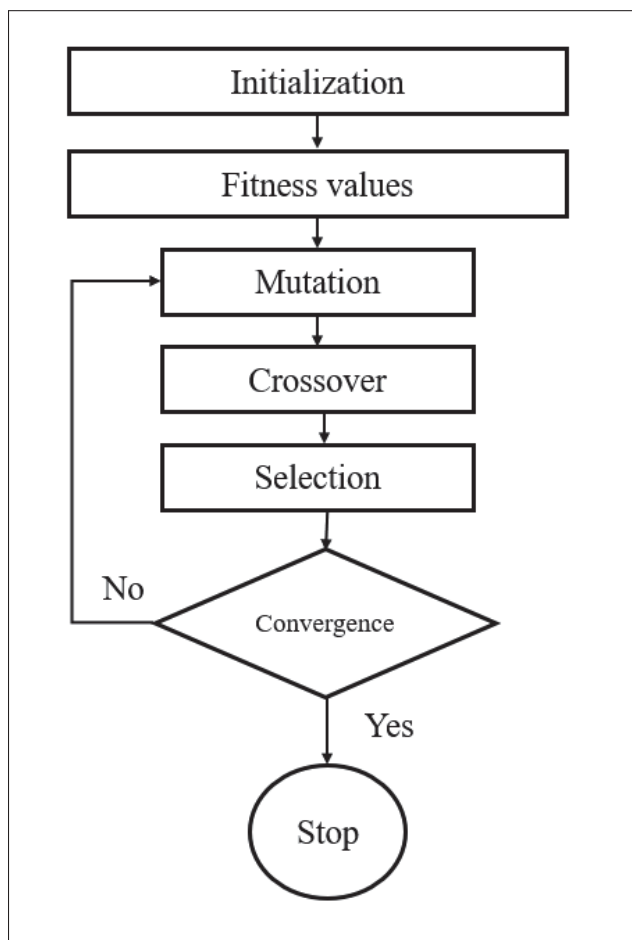 Initialization
Fitness values
Mutation
Crossover
Selection
Convergence
No
Yes
Stop